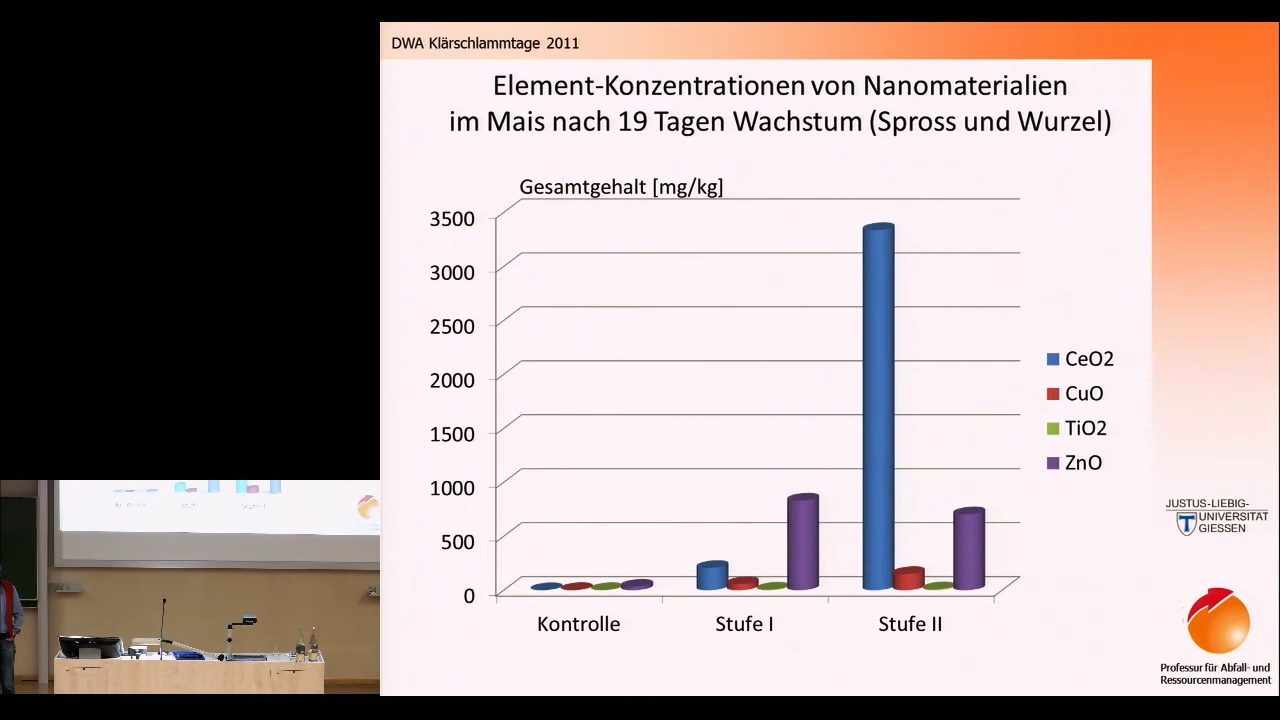 DWA Klärschlammtage 2011
Element-Konzentrationen von Nanomaterialien
im Mais nach 19 Tagen Wachstum (Spross und Wurzel)
Gesamtgehalt [mg/kg]
3500
3000
2500
2000
1500
1000
500
0
Kontrolle
Stufe I
Stufe II
CeO2
CuO
TiO2
ZnO
JUSTUS-LIEBIG-
UNIVERSITÄT
GIESSEN
Professur für Abfall- und
Ressourcenmanagement